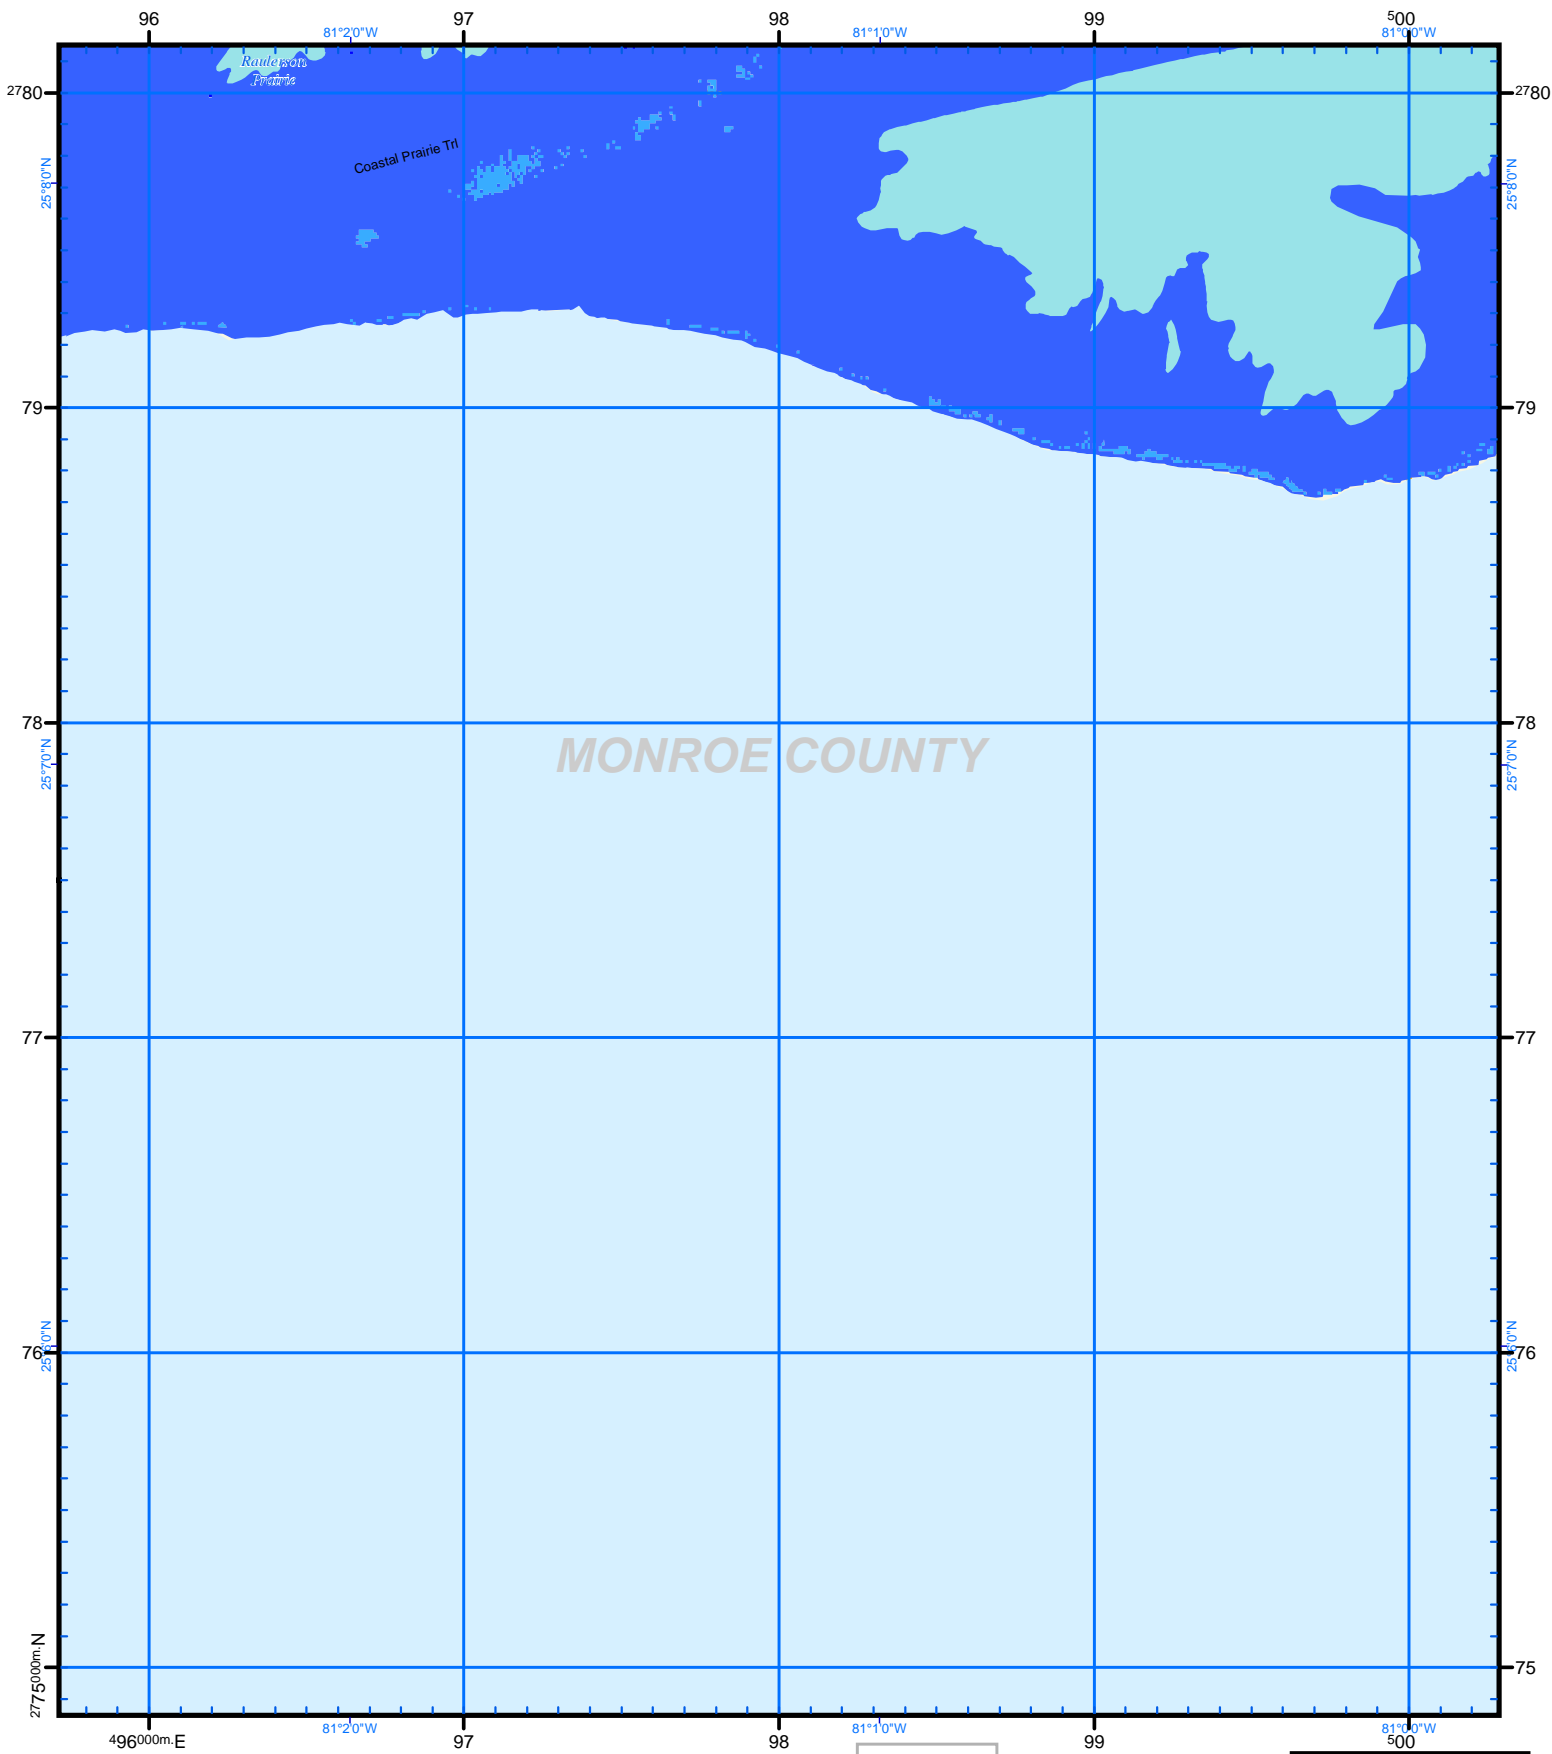 96 97 98 99 500
81°2'0"W 81°1'0"W 81°0'0"W
Raulerson
Prairie
2780 2780
Coastal Prairie Trl
25°8'0"N 25°8'0"N
79 79
78 78
MONROE COUNTY
25°7'0"N 25°7'0"N
77 77
25°6'0"N 25°6'0"N
76 76
2775000m.N 75
81°2'0"W 81°1'0"W 81°0'0"W
496000m.E 97 98 99 500